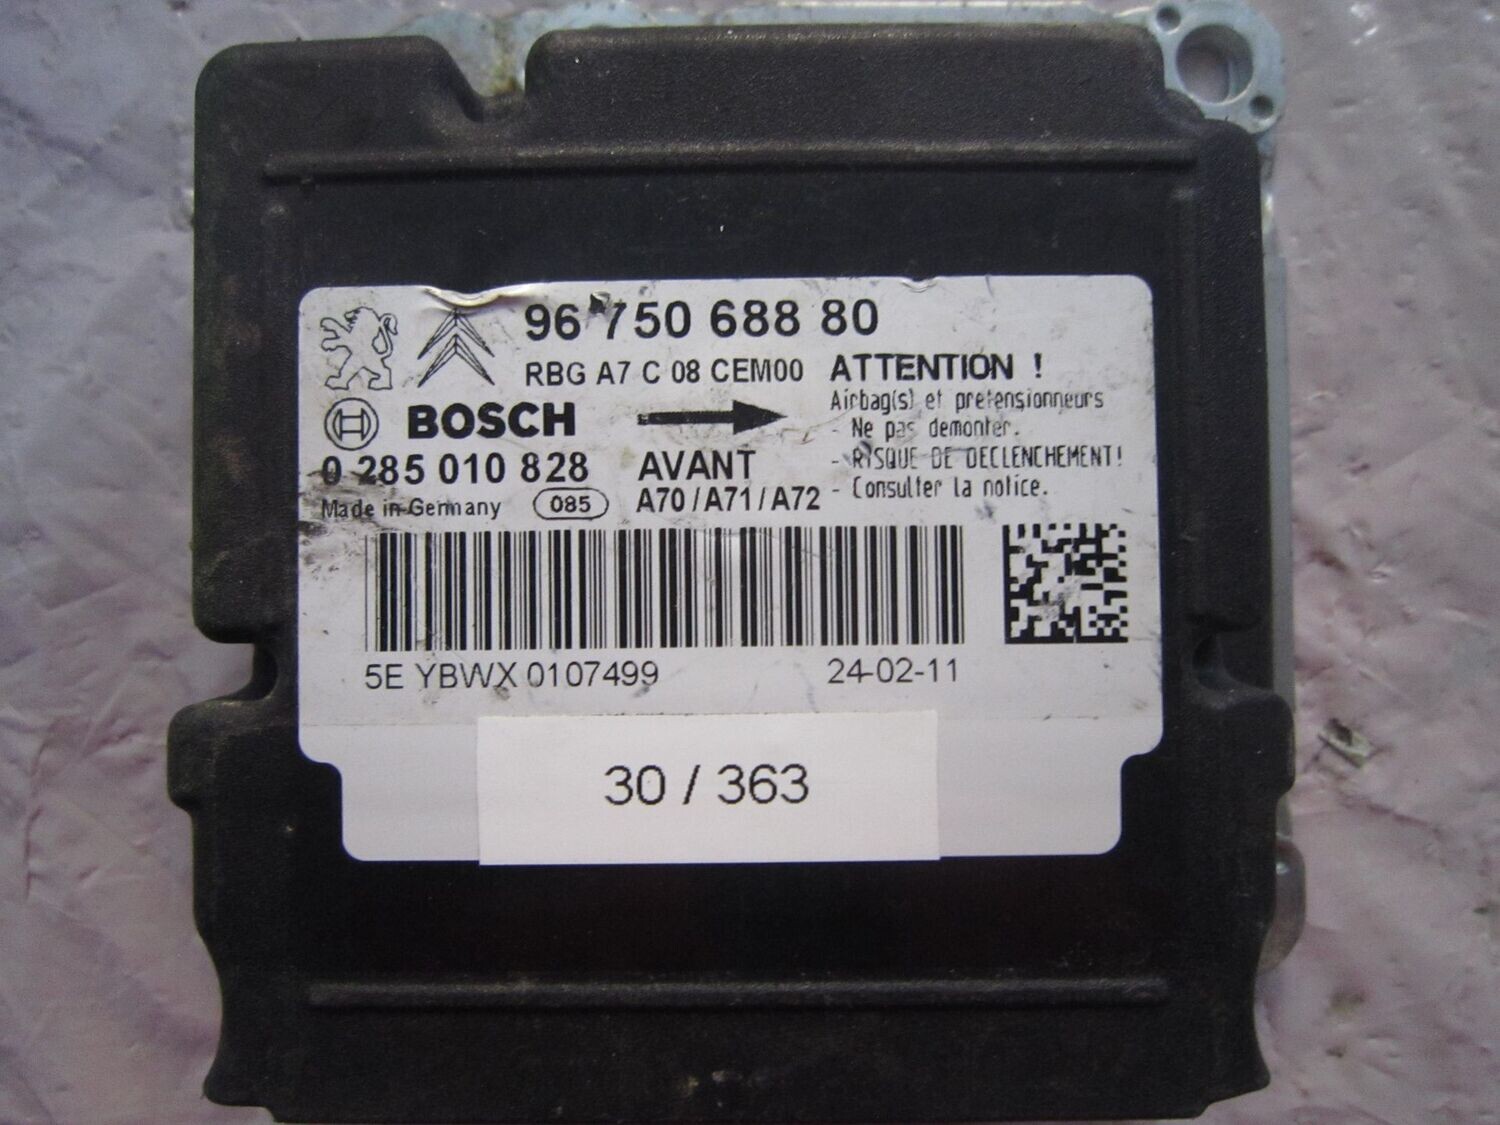 96 750 688 80
RBG A7 C 08 CEM00
ATTENTION !
Airbag(s) et pretensionneurs
- Ne pas demonter.
- RISQUE DE DECLENCHEMENT!
- Consulter la notice.
BOSCH
0 285 010 828
AVANT
Made in Germany
085
A70/A71/A72
5E YBWX 0107499
24-02-11
30 / 363